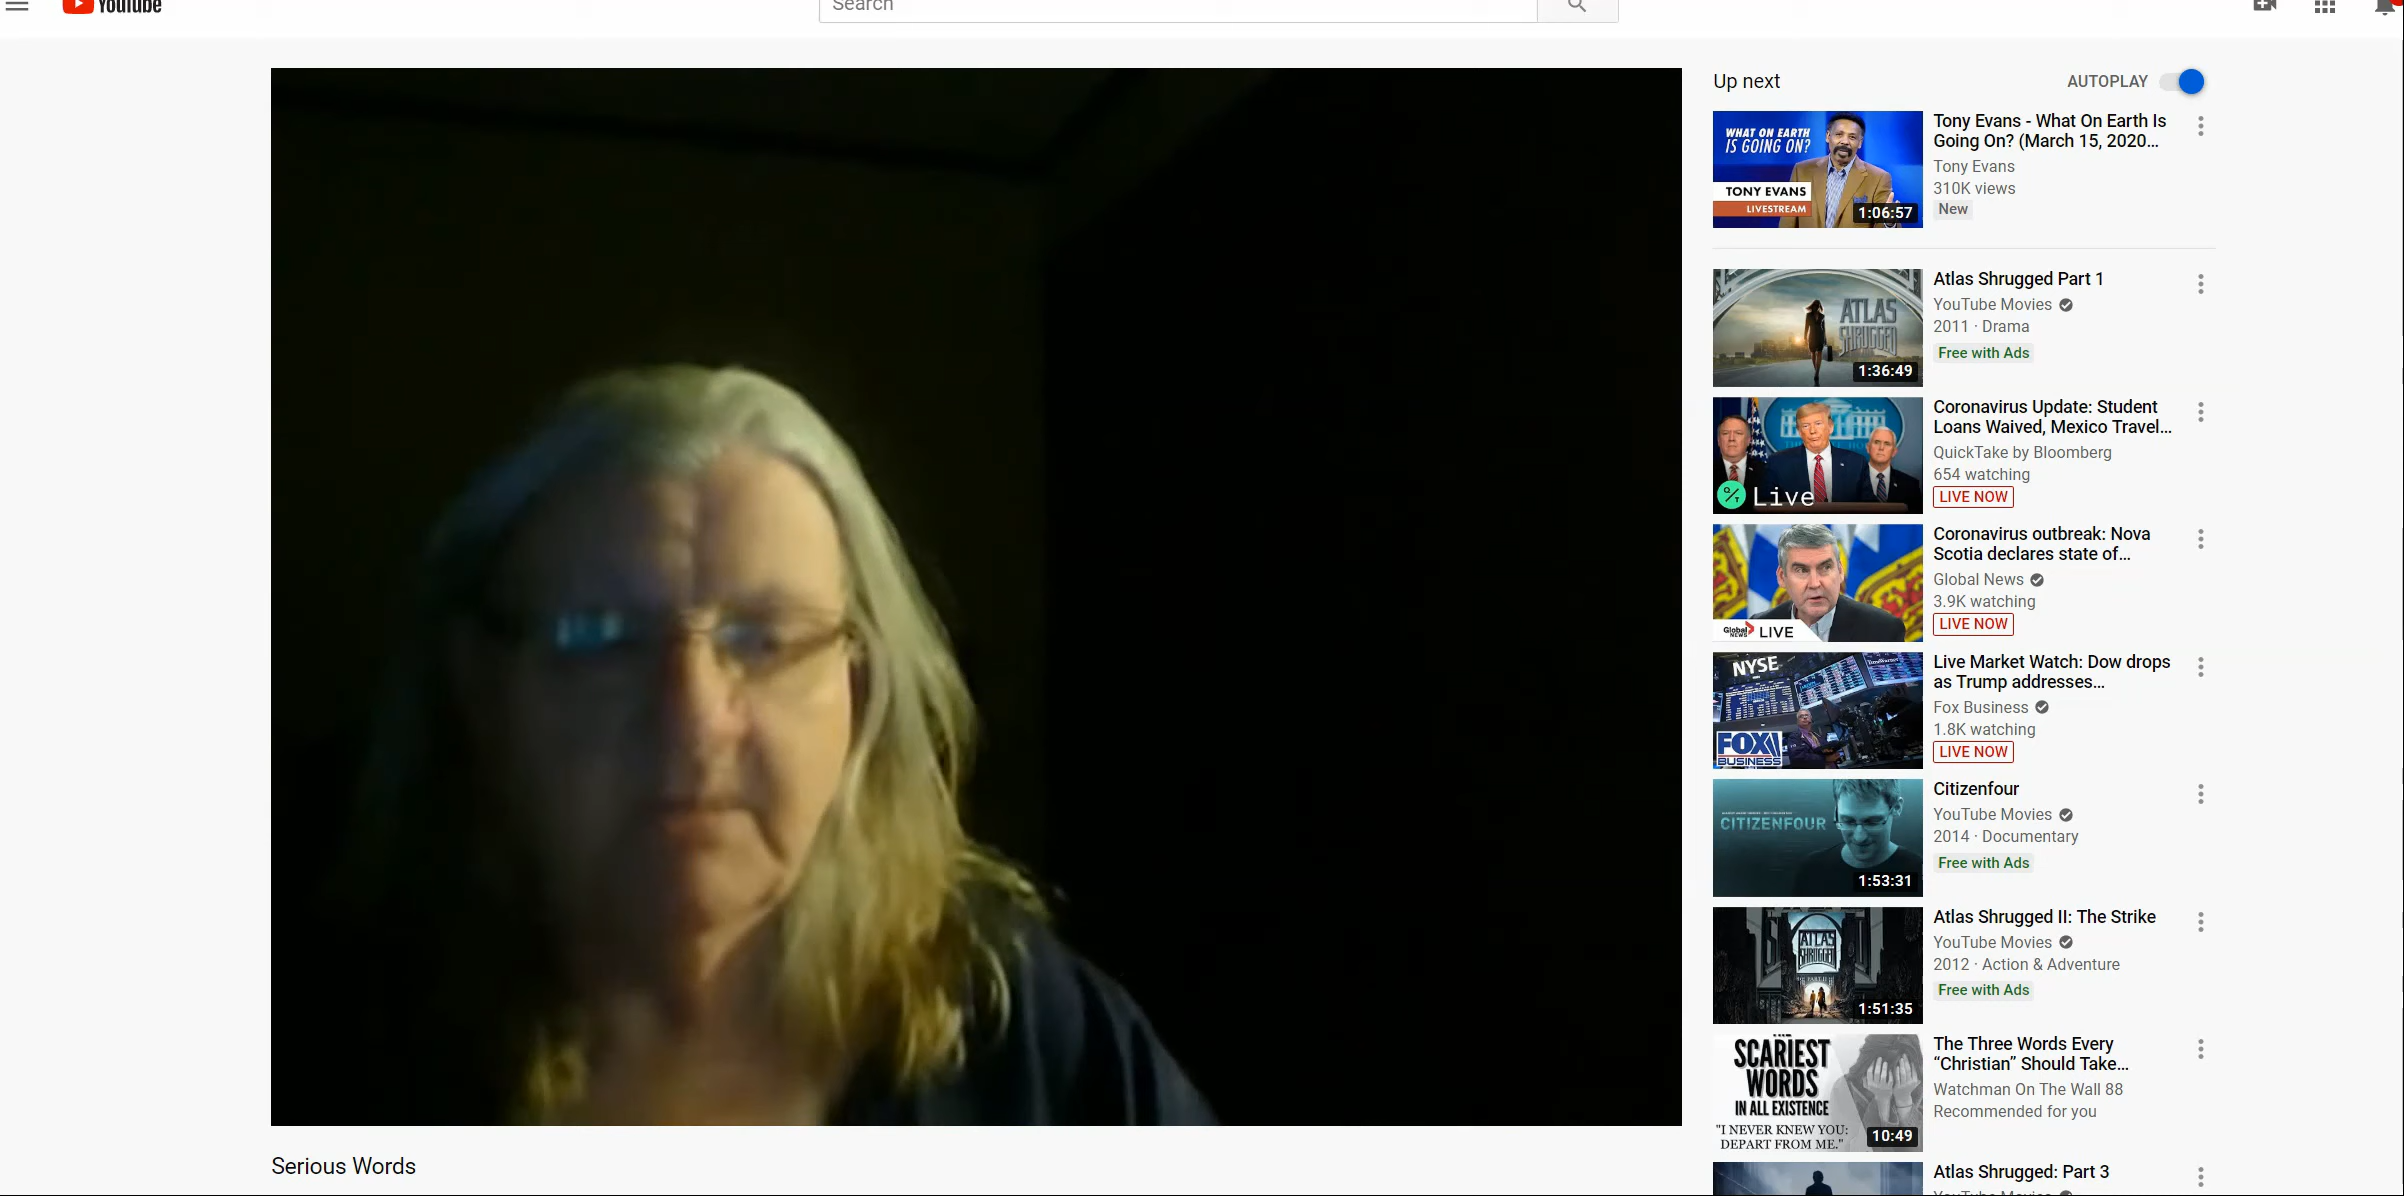 YouTube
Search
Up next
AUTOPLAY
WHAT ON EARTH
IS GOING ON?
TONY EVANS
LIVESTREAM
1:06:57
Tony Evans - What On Earth Is
Going On? (March 15, 2020...
Tony Evans
310K views
New
ATLAS
SHRUGGED
1:36:49
Atlas Shrugged Part 1
YouTube Movies
2011 · Drama
Free with Ads
Live
Coronavirus Update: Student
Loans Waived, Mexico Travel...
QuickTake by Bloomberg
654 watching
LIVE NOW
Global
NEWS
LIVE
Coronavirus outbreak: Nova
Scotia declares state of...
Global News
3.9K watching
LIVE NOW
NYSE
FOX
BUSINESS
Live Market Watch: Dow drops
as Trump addresses...
Fox Business
1.8K watching
LIVE NOW
CITIZENFOUR
1:53:31
Citizenfour
YouTube Movies
2014 · Documentary
Free with Ads
ATLAS
SHRUGGED
1:51:35
Atlas Shrugged II: The Strike
YouTube Movies
2012 · Action & Adventure
Free with Ads
SCARIEST
WORDS
IN ALL EXISTENCE
"I NEVER KNEW YOU:
DEPART FROM ME."
10:49
The Three Words Every
“Christian” Should Take...
Watchman On The Wall 88
Recommended for you
Atlas Shrugged: Part 3
YouTube Movies
Serious Words